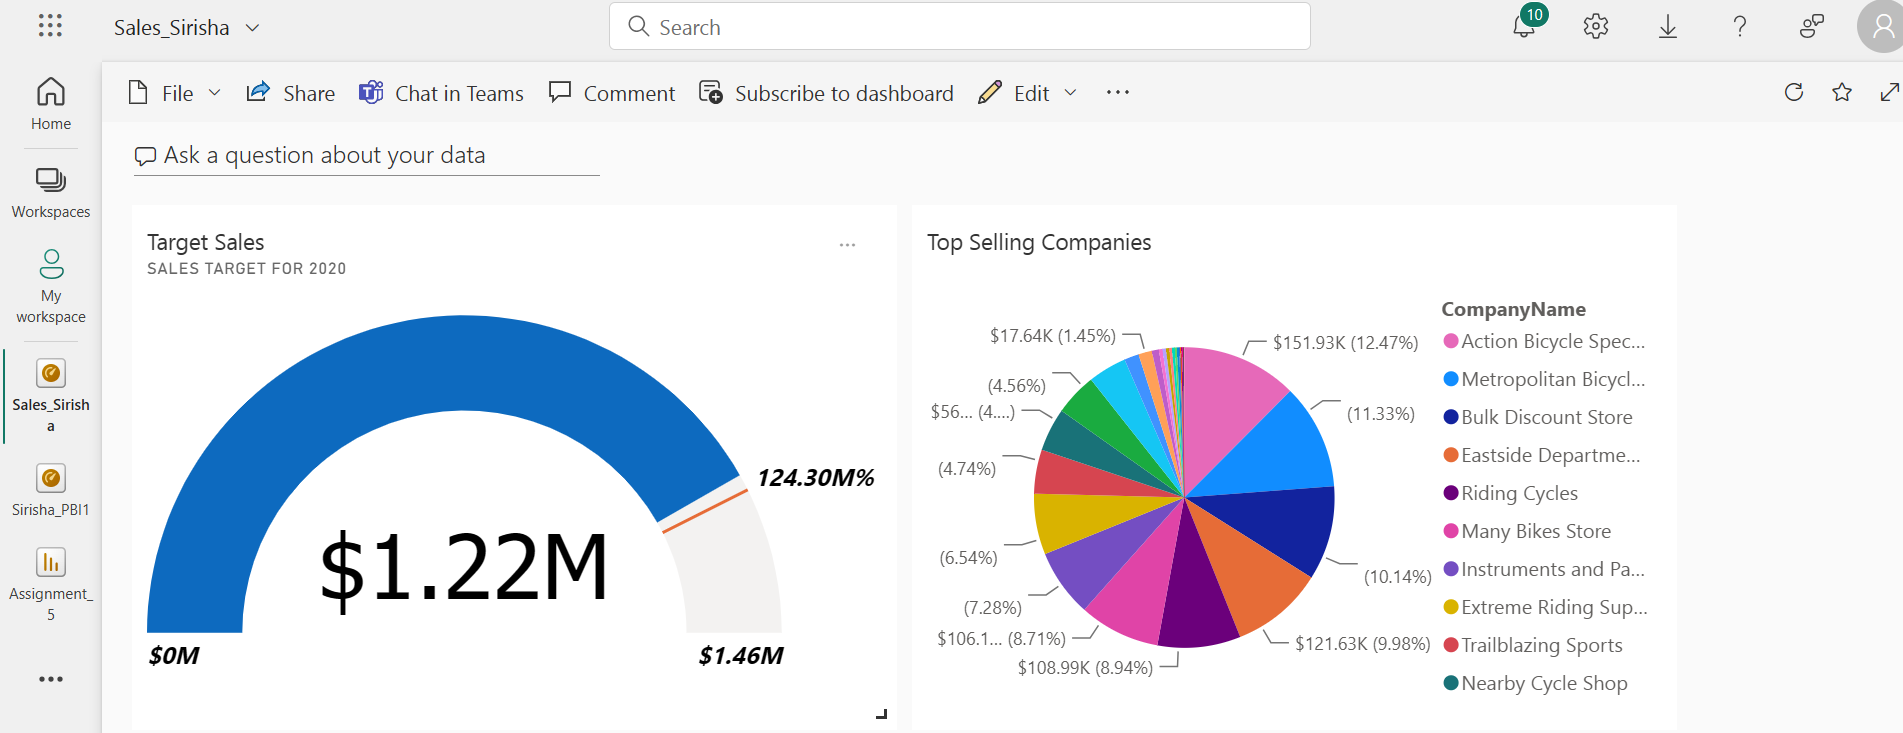 Sales_Sirisha
Search
10
Home
Workspaces
My
workspace
Sales_Sirish
a
Sirisha_PBI1
Assignment_
5
File
Share
Chat in Teams
Comment
Subscribe to dashboard
Edit
Ask a question about your data
Target Sales
SALES TARGET FOR 2020
124.30M%
$1.22M
$0M
$1.46M
Top Selling Companies
$17.64K (1.45%)
(4.56%)
$56... (4....)
(4.74%)
(6.54%)
(7.28%)
$106.1... (8.71%)
$108.99K (8.94%)
$151.93K (12.47%)
(11.33%)
(10.14%)
$121.63K (9.98%)
CompanyName
Action Bicycle Spec...
Metropolitan Bicycl...
Bulk Discount Store
Eastside Departme...
Riding Cycles
Many Bikes Store
Instruments and Pa...
Extreme Riding Sup...
Trailblazing Sports
Nearby Cycle Shop